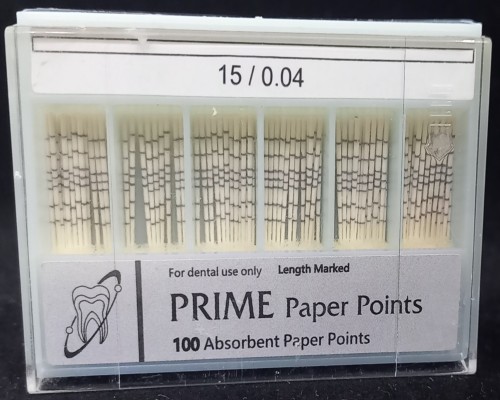 15 / 0.04
For dental use only Length Marked
PRIME Paper Points
100 Absorbent Paper Points